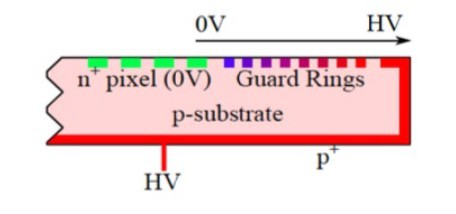 0V HV
n⁺ pixel (0V) Guard Rings
p-substrate
p⁺
HV